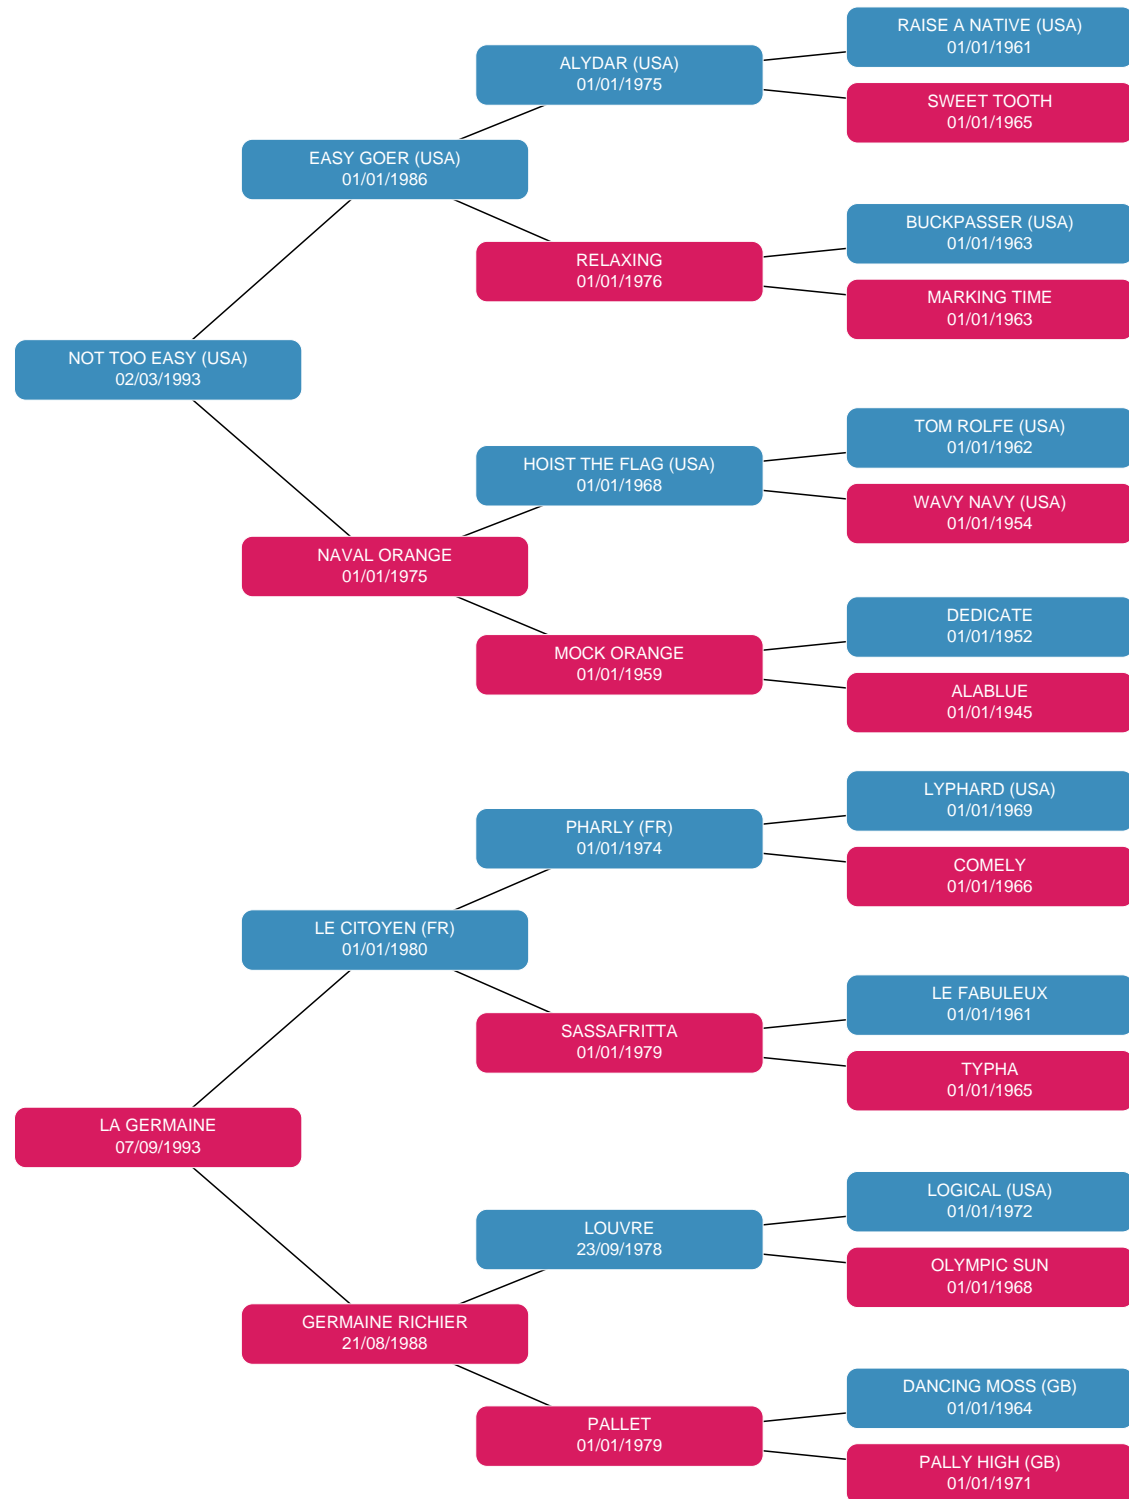 RAISE A NATIVE (USA)
01/01/1961
ALYDAR (USA)
01/01/1975
SWEET TOOTH
01/01/1965
EASY GOER (USA)
01/01/1986
BUCKPASSER (USA)
01/01/1963
RELAXING
01/01/1976
MARKING TIME
01/01/1963
NOT TOO EASY (USA)
02/03/1993
TOM ROLFE (USA)
01/01/1962
HOIST THE FLAG (USA)
01/01/1968
WAVY NAVY (USA)
01/01/1954
NAVAL ORANGE
01/01/1975
DEDICATE
01/01/1952
MOCK ORANGE
01/01/1959
ALABLUE
01/01/1945
LYPHARD (USA)
01/01/1969
PHARLY (FR)
01/01/1974
COMELY
01/01/1966
LE CITOYEN (FR)
01/01/1980
LE FABULEUX
01/01/1961
SASSAFRITTA
01/01/1979
TYPHA
01/01/1965
LA GERMAINE
07/09/1993
LOGICAL (USA)
01/01/1972
LOUVRE
23/09/1978
OLYMPIC SUN
01/01/1968
GERMAINE RICHIER
21/08/1988
DANCING MOSS (GB)
01/01/1964
PALLET
01/01/1979
PALLY HIGH (GB)
01/01/1971